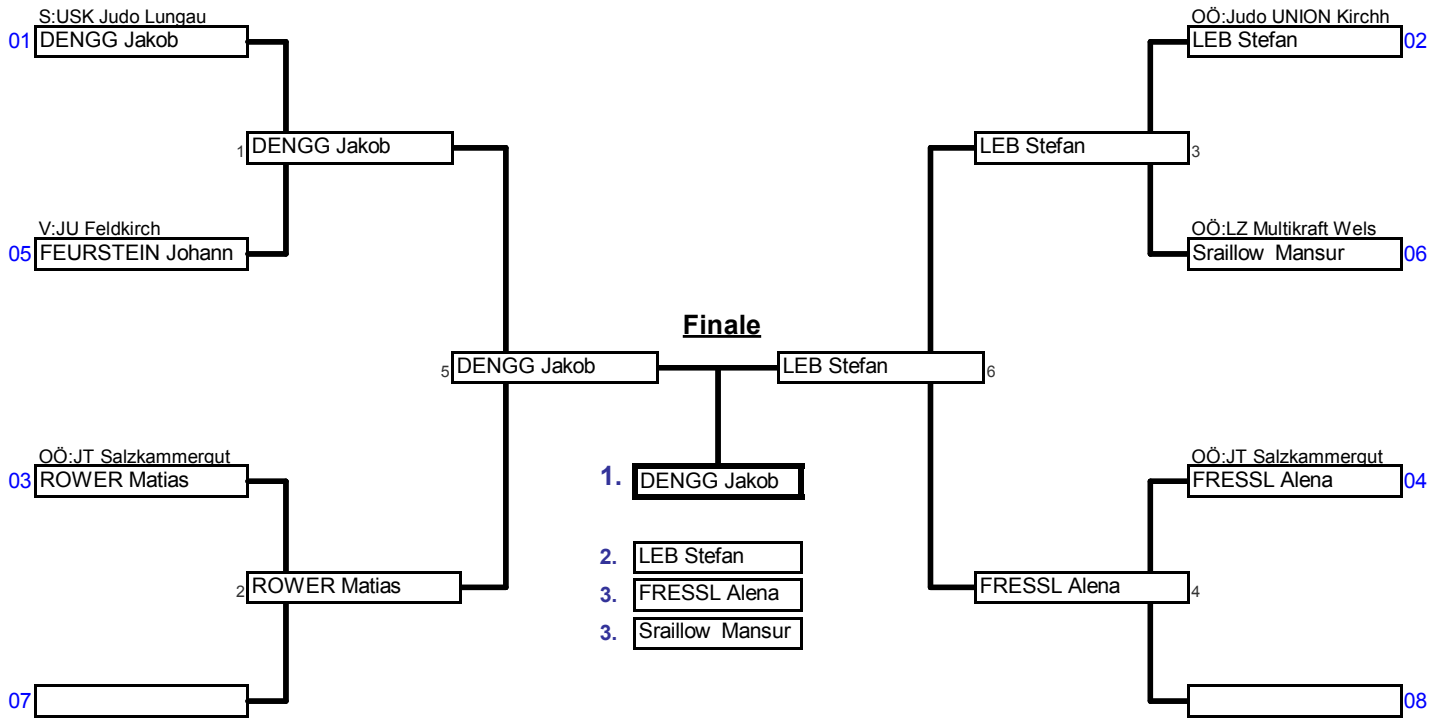 S:USK Judo Lungau
01 DENGG Jakob
1 DENGG Jakob
V:JU Feldkirch
05 FEURSTEIN Johann
5 DENGG Jakob
OÖ:JT Salzkammergut
03 ROWER Matias
2 ROWER Matias
07
Finale
1. DENGG Jakob
2. LEB Stefan
3. FRESSL Alena
3. Sraillow Mansur
OÖ:Judo UNION Kirchh
LEB Stefan 02
LEB Stefan 3
OÖ:LZ Multikraft Wels
Sraillow Mansur 06
LEB Stefan 6
OÖ:JT Salzkammergut
FRESSL Alena 04
FRESSL Alena 4
08